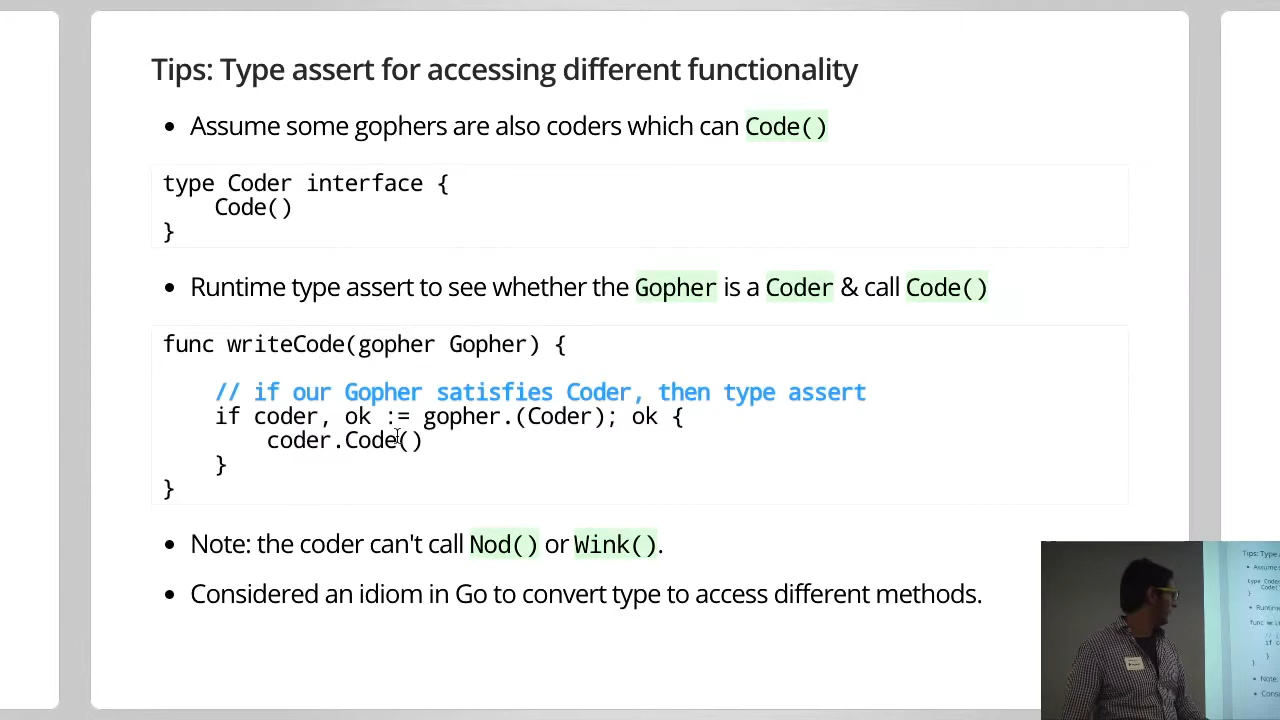 Tips: Type assert for accessing different functionality
• Assume some gophers are also coders which can Code()
type Coder interface {
    Code()
}
• Runtime type assert to see whether the Gopher is a Coder & call Code()
func writeCode(gopher Gopher) {
    // if our Gopher satisfies Coder, then type assert
    if coder, ok := gopher.(Coder); ok {
        coder.Code()
    }
}
• Note: the coder can't call Nod() or Wink().
• Considered an idiom in Go to convert type to access different methods.
Tips: Type